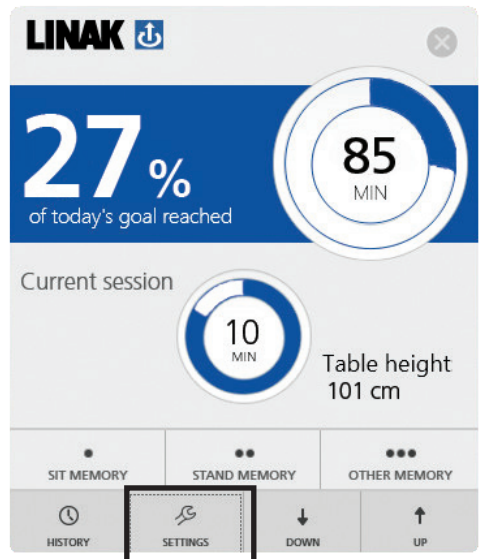 LINAK
27 %
of today's goal reached
85
MIN
Current session
10
MIN
Table height
101 cm
SIT MEMORY STAND MEMORY OTHER MEMORY
HISTORY SETTINGS DOWN UP